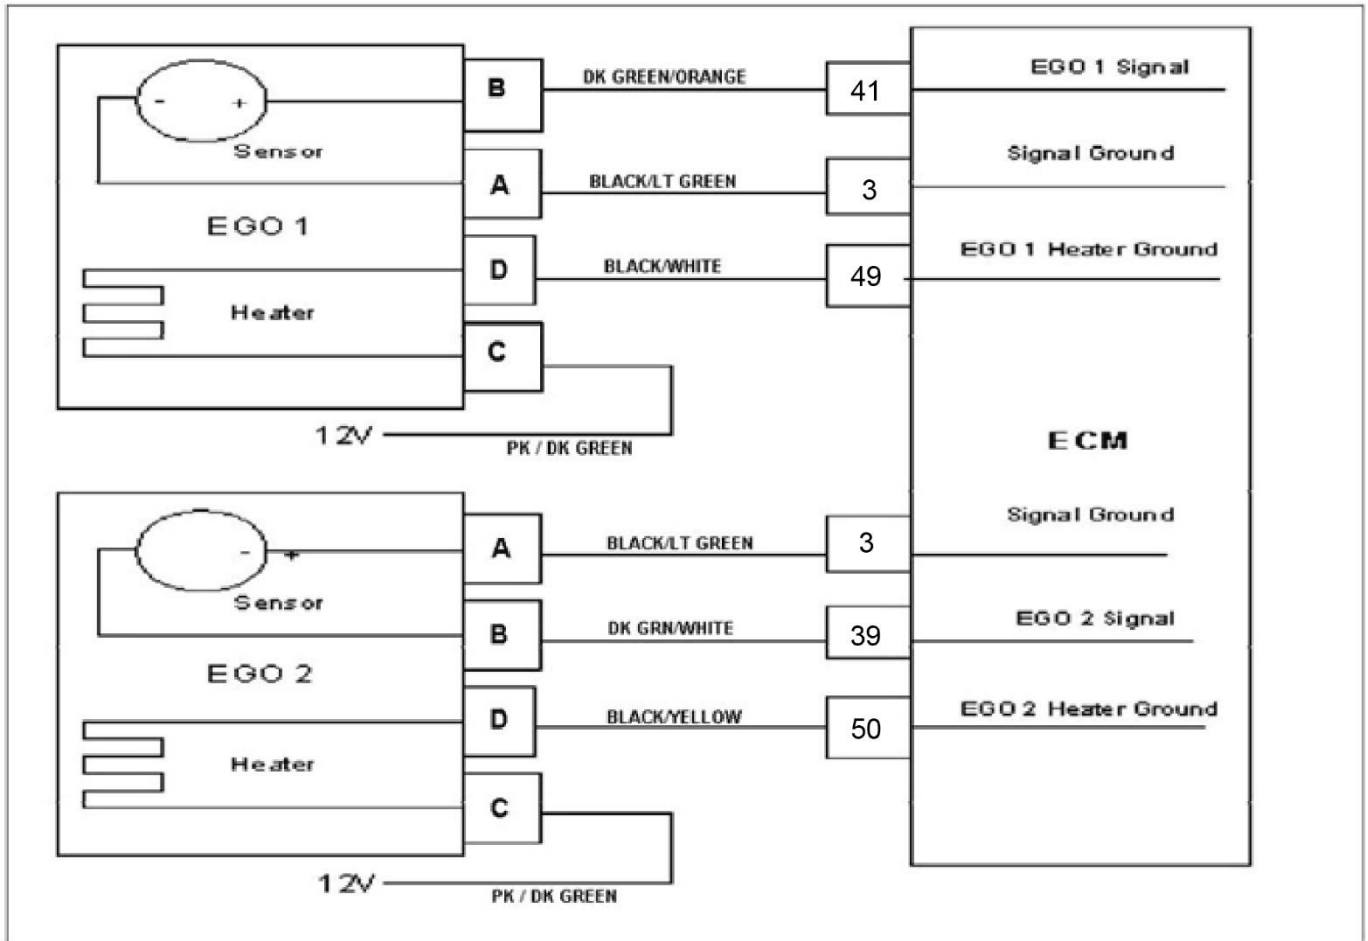 B
DK GREEN/ORANGE
41
EGO 1 Signal
- +
Sensor
A
BLACK/LT GREEN
3
Signal Ground
EGO 1
D
BLACK/WHITE
49
EGO 1 Heater Ground
Heater
C
12V
PK / DK GREEN
ECM
A
BLACK/LT GREEN
3
Signal Ground
- +
Sensor
B
DK GRN/WHITE
39
EGO 2 Signal
EGO 2
D
BLACK/YELLOW
50
EGO 2 Heater Ground
Heater
C
12V
PK / DK GREEN